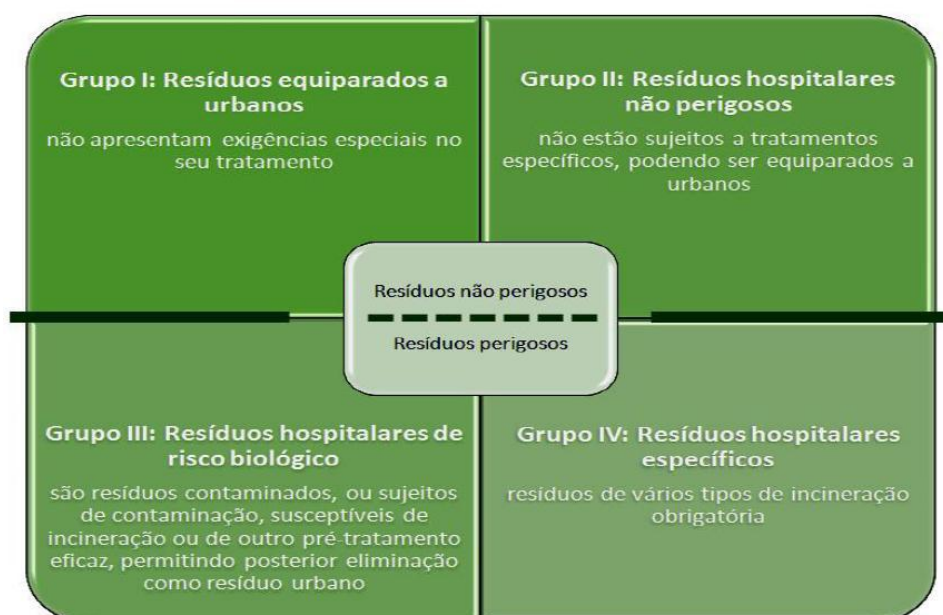 Grupo I: Resíduos equiparados a
urbanos
não apresentam exigências especiais no
seu tratamento
Grupo II: Resíduos hospitalares
não perigosos
não estão sujeitos a tratamentos
específicos, podendo ser equiparados a
urbanos
Resíduos não perigosos
Resíduos perigosos
Grupo III: Resíduos hospitalares de
risco biológico
são resíduos contaminados, ou sujeitos
de contaminação, susceptíveis de
incineração ou de outro pré-tratamento
eficaz, permitindo posterior eliminação
como resíduo urbano
Grupo IV: Resíduos hospitalares
específicos
resíduos de vários tipos de incineração
obrigatória